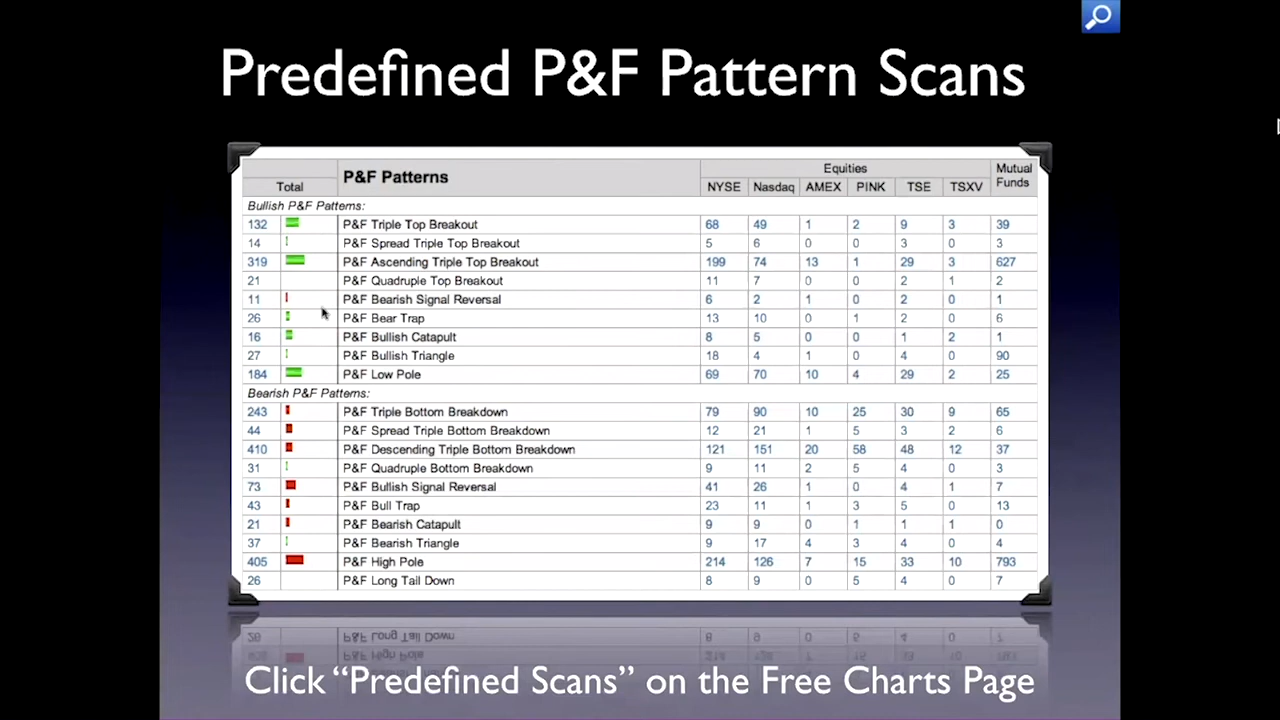 Predefined P&F Pattern Scans
Total P&F Patterns Equities Mutual Funds
NYSE Nasdaq AMEX PINK TSE TSXV
Bullish P&F Patterns:
132 P&F Triple Top Breakout 68 49 1 2 9 3 39
14 P&F Spread Triple Top Breakout 5 6 0 0 3 0 3
319 P&F Ascending Triple Top Breakout 199 74 13 1 29 3 627
21 P&F Quadruple Top Breakout 11 7 0 0 2 1 2
11 P&F Bearish Signal Reversal 6 2 1 0 2 0 1
26 P&F Bear Trap 13 10 0 1 2 0 6
16 P&F Bullish Catapult 8 5 0 0 1 2 1
27 P&F Bullish Triangle 18 4 1 0 4 0 90
184 P&F Low Pole 69 70 10 4 29 2 25
Bearish P&F Patterns:
243 P&F Triple Bottom Breakdown 79 90 10 25 30 9 65
44 P&F Spread Triple Bottom Breakdown 12 21 1 5 3 2 6
410 P&F Descending Triple Bottom Breakdown 121 151 20 58 48 12 37
31 P&F Quadruple Bottom Breakdown 9 11 2 5 4 0 3
73 P&F Bullish Signal Reversal 41 26 1 0 4 1 7
43 P&F Bull Trap 23 11 1 3 5 0 13
21 P&F Bearish Catapult 9 9 0 1 1 1 0
37 P&F Bearish Triangle 9 17 4 3 4 0 4
405 P&F High Pole 214 126 7 15 33 10 793
26 P&F Long Tail Down 8 9 0 5 4 0 7
Click “Predefined Scans” on the Free Charts Page